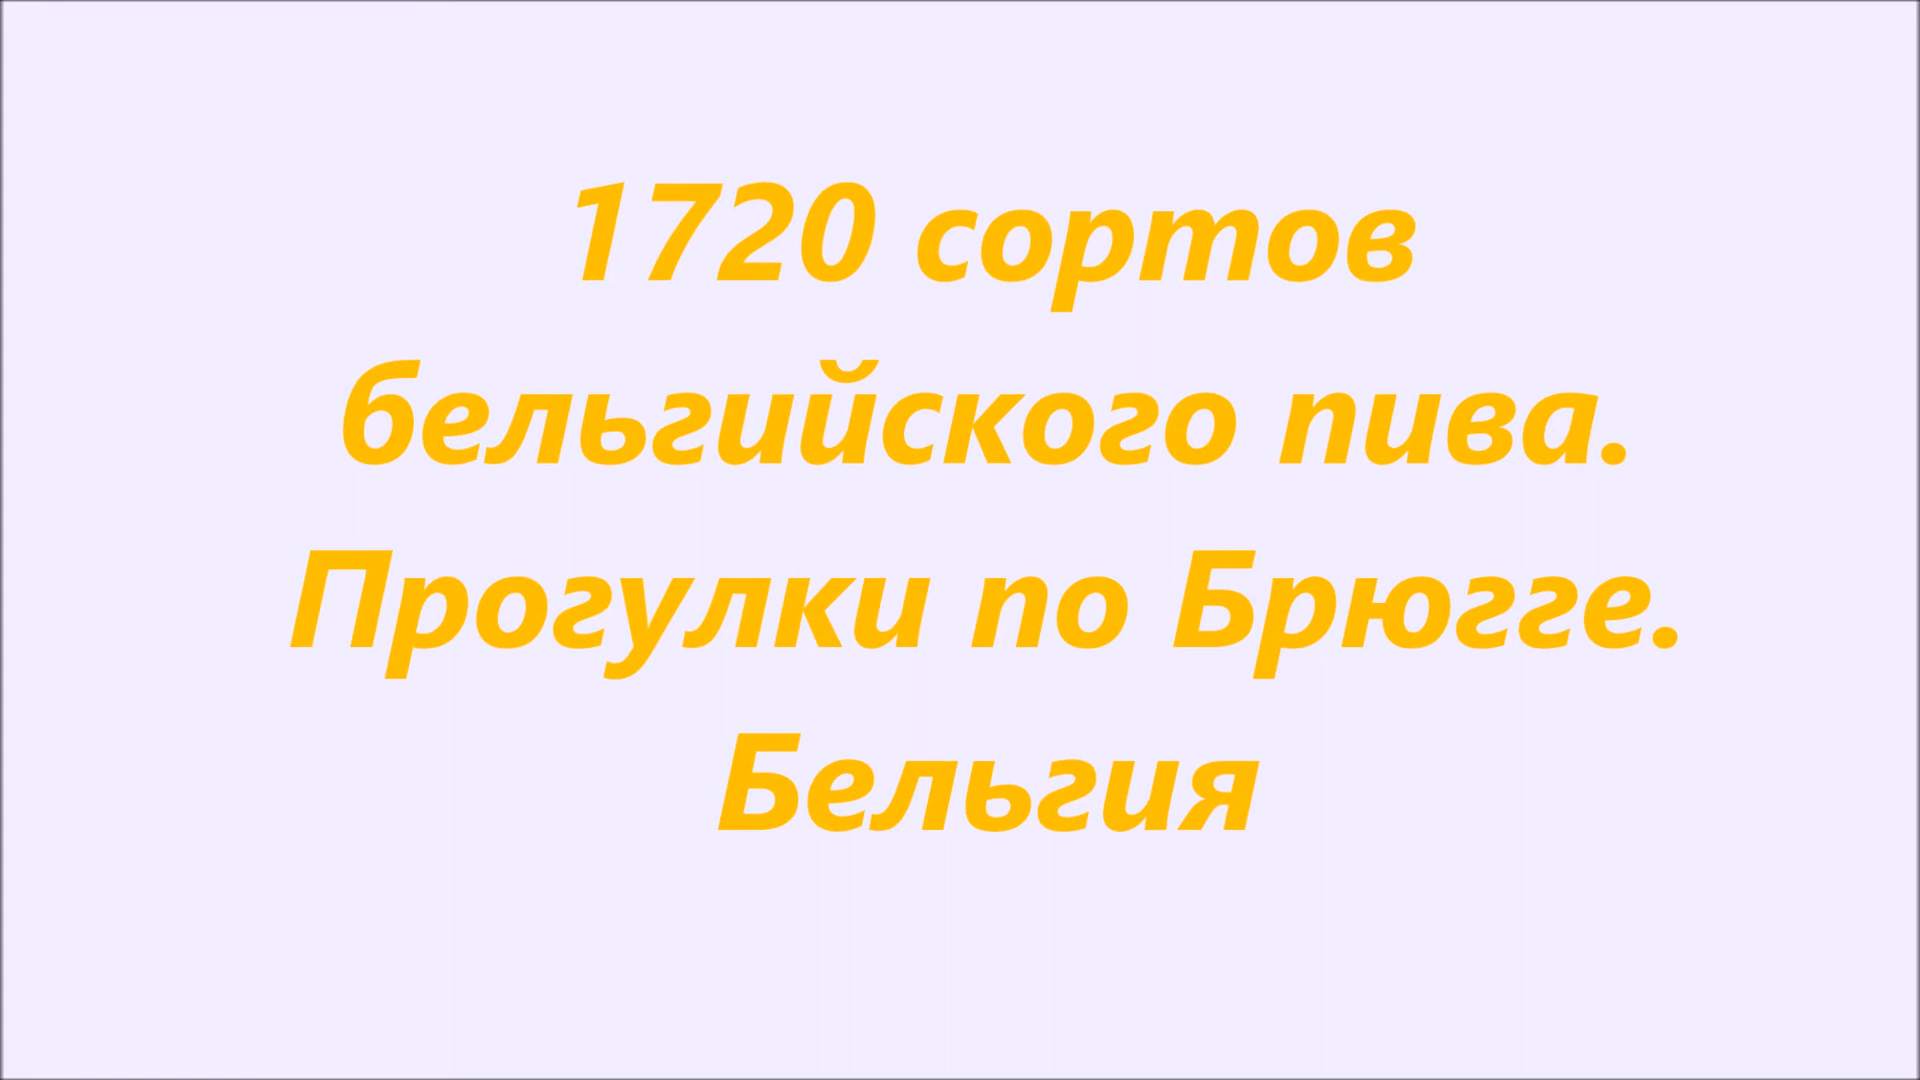 1720 сортов
бельгийского пива.
Прогулки по Брюгге.
Бельгия